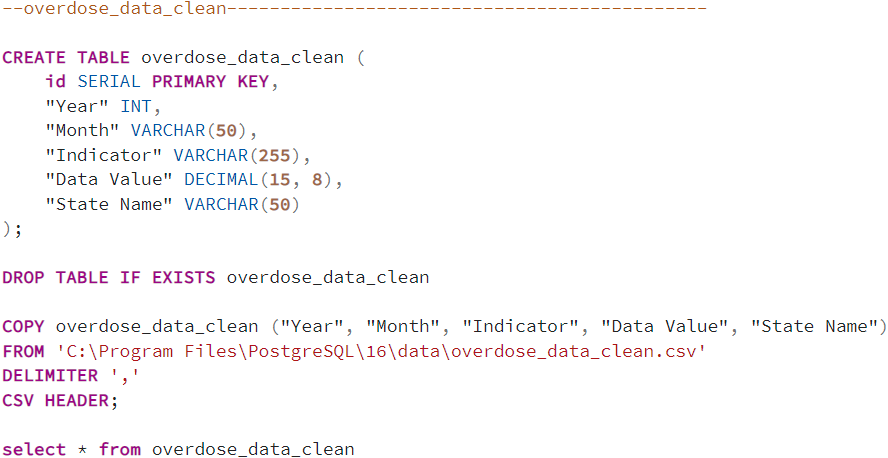 --overdose_data_clean---------------------------------------------
CREATE TABLE overdose_data_clean (
    id SERIAL PRIMARY KEY,
    "Year" INT,
    "Month" VARCHAR(50),
    "Indicator" VARCHAR(255),
    "Data Value" DECIMAL(15, 8),
    "State Name" VARCHAR(50)
);
DROP TABLE IF EXISTS overdose_data_clean
COPY overdose_data_clean ("Year", "Month", "Indicator", "Data Value", "State Name")
FROM 'C:\Program Files\PostgreSQL\16\data\overdose_data_clean.csv'
DELIMITER ','
CSV HEADER;
select * from overdose_data_clean